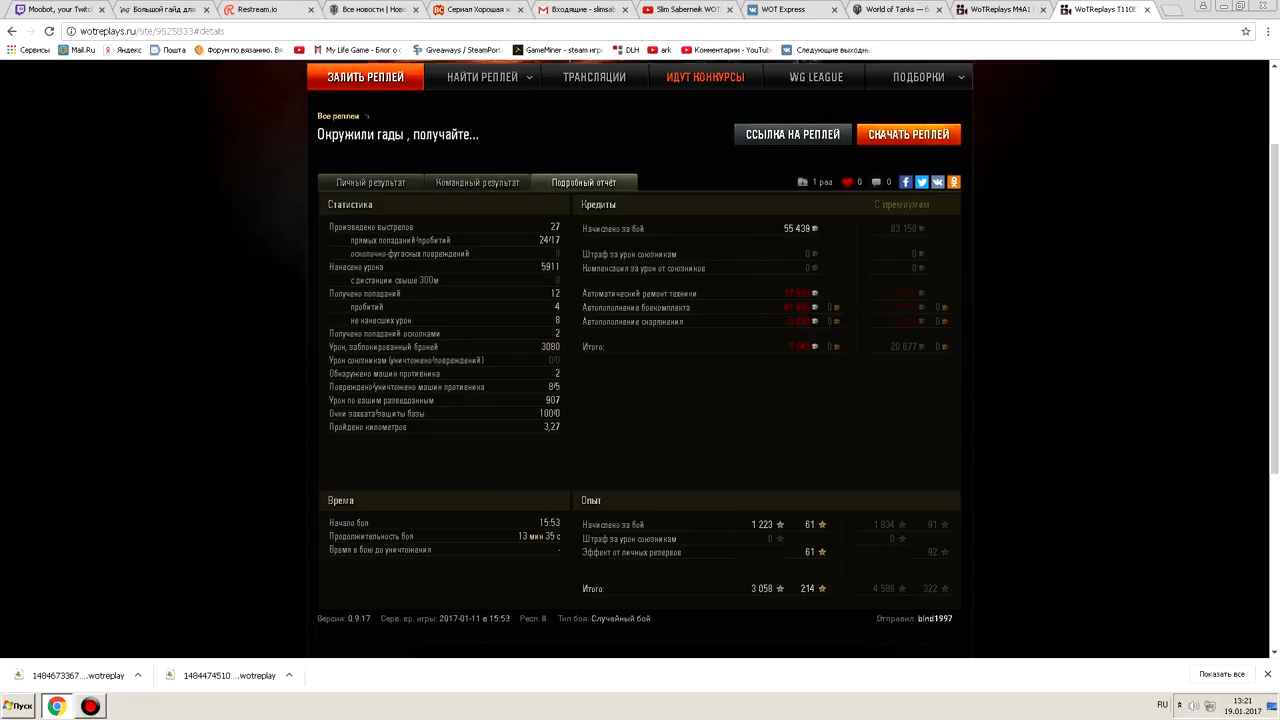 Moobot, your Twitch
Большой гайд для
Restream.io
Все новости | Нов
Сериал Хорошая ж
Входящие - slimsab
Slim Saberneik WOT
WOT Express
World of Tanks — б
WoTReplays M4A1
WoTReplays T110E
wotreplays.ru/site/9525833#details
Сервисы
Mail.Ru
Яндекс
Почта
Форум по вязанию. Вя
My Life Game - Блог о с
Giveaways / SteamPort
GameMiner - steam игр
DLH
ark
Комментарии - YouTub
Следующие выходны
ЗАЛИТЬ РЕПЛЕЙ
НАЙТИ РЕПЛЕЙ
ТРАНСЛЯЦИИ
ИДУТ КОНКУРСЫ
WG LEAGUE
ПОДБОРКИ
Все реплеи
Окружили гады , получайте...
ССЫЛКА НА РЕПЛЕЙ
СКАЧАТЬ РЕПЛЕЙ
Личный результат
Командный результат
Подробный отчёт
1 раз
0
0
Статистика
Произведено выстрелов 27
прямых попаданий/пробитий 24/17
осколочно-фугасных повреждений 0
Нанесено урона 5911
с дистанции свыше 300м 0
Получено попаданий 12
пробитий 4
не нанесших урон 8
Получено попаданий осколками 2
Урон, заблокированный броней 3080
Урон союзникам (уничтожено/повреждений) 0/0
Обнаружено машин противника 2
Повреждено/уничтожено машин противника 8/5
Урон по вашим разведданным 907
Очки захвата/защиты базы 100/0
Пройдено километров 3,27
Кредиты С премиумом
Начислено за бой 55 438 83 158
Штраф за урон союзникам 0 0
Компенсация за урон от союзников 0 0
Автоматический ремонт техники
Автопополнение боекомплекта 0 0
Автопополнение снаряжения 0 0
Итого: 20 677 0
Время
Начало боя 15:53
Продолжительность боя 13 мин 35 с
Время в бою до уничтожения -
Опыт
Начислено за бой 1 223 61 1 834 91
Штраф за урон союзникам 0 0
Эффект от личных резервов 61 92
Итого: 3 058 214 4 588 322
Версия: 0.9.17 Серв. вр. игры: 2017-01-11 в 15:53 Респ: II Тип боя: Случайный бой Отправил: bind1997
1484673367....wotreplay
1484474510....wotreplay
Показать все
Пуск
RU
13:21
19.01.2017